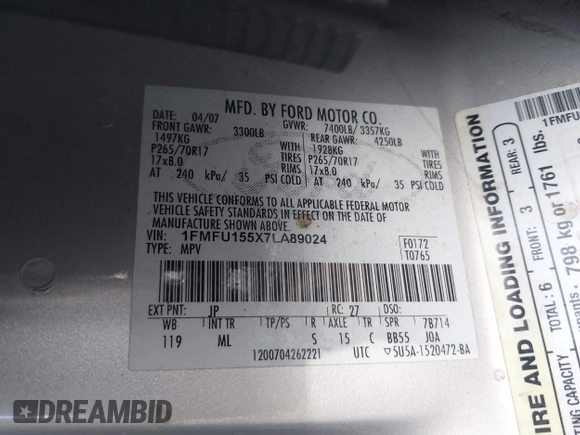 MFD. BY FORD MOTOR CO.
DATE: 04/07 GVWR: 7400LB/ 3357KG
FRONT GAWR: 3300LB REAR GAWR: 4250LB
1497KG WITH 1928KG WITH
P265/70R17 TIRES P265/70R17 TIRES
17x8.0 RIMS 17x8.0 RIMS
AT 240 kPa/ 35 PSI COLD AT 240 kPa/ 35 PSI COLD
THIS VEHICLE CONFORMS TO ALL APPLICABLE FEDERAL MOTOR
VEHICLE SAFETY STANDARDS IN EFFECT ON THE DATE OF
MANUFACTURE SHOWN ABOVE.
VIN: 1FMFU155X7LA89024
TYPE: MPV
F0172
T0765
EXT PNT: JP RC: 27 DSO:
WB INT TR TP/PS R AXLE TR SPR 7B714
119 ML S 15 C BB55 JOA
1200704262221 UTC 5U5A-1520472-BA
1FMFU
IRE AND LOADING INFORMATION
TOTAL: 6 FRONT: 3 REAR: 3
798 kg or 1761 lbs.
DREAMBID